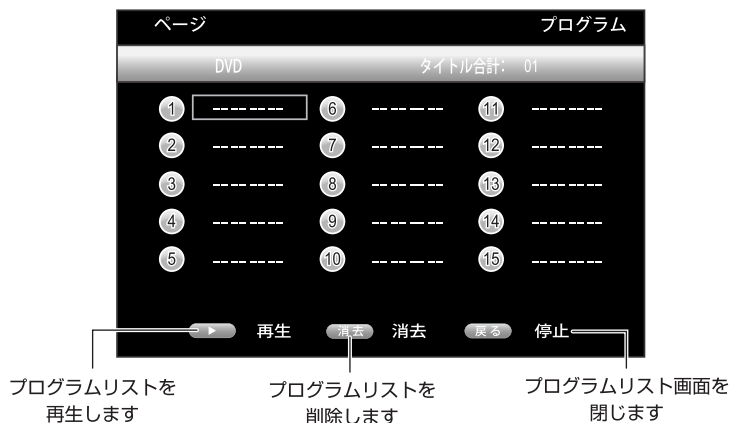 ページ プログラム
DVD タイトル合計: 01
1 ------- 6 ------- 11 -------
2 ------- 7 ------- 12 -------
3 ------- 8 ------- 13 -------
4 ------- 9 ------- 14 -------
5 ------- 10 ------- 15 -------
▶ 再生 消去 消去 戻る 停止
プログラムリストを
再生します
プログラムリストを
削除します
プログラムリスト画面を
閉じます